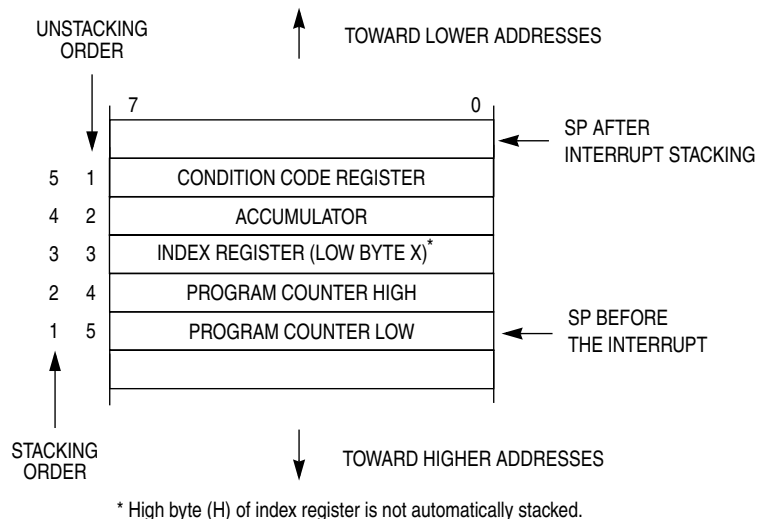 UNSTACKING
ORDER
TOWARD LOWER ADDRESSES
7 0
SP AFTER
INTERRUPT STACKING
5 1 CONDITION CODE REGISTER
4 2 ACCUMULATOR
3 3 INDEX REGISTER (LOW BYTE X)*
2 4 PROGRAM COUNTER HIGH
1 5 PROGRAM COUNTER LOW
SP BEFORE
THE INTERRUPT
STACKING
ORDER
TOWARD HIGHER ADDRESSES
* High byte (H) of index register is not automatically stacked.